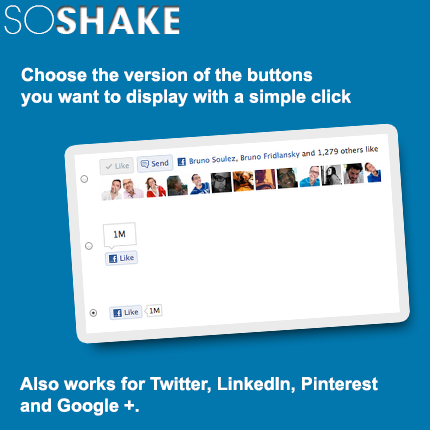 SOSHAKE
Choose the version of the buttons
you want to display with a simple click
Like Send Bruno Soulez, Bruno Fridlansky and 1,279 others like
1M
Like
Like 1M
Also works for Twitter, LinkedIn, Pinterest
and Google +.